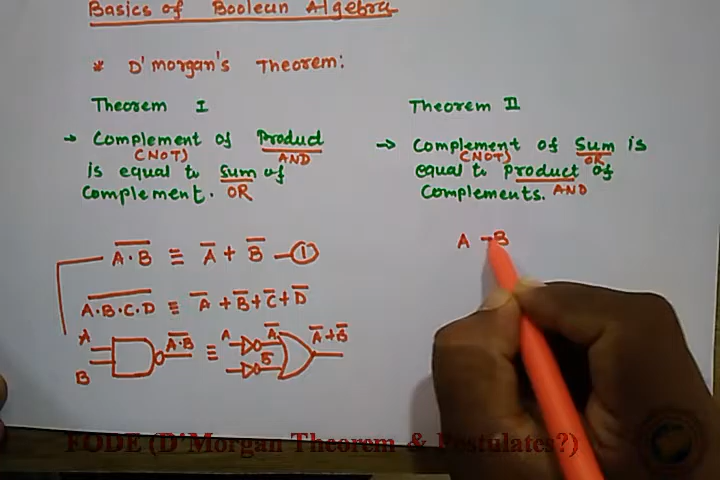 Basics of Boolean Algebra
* D'morgan's Theorem:
Theorem I
→ Complement of Product
(NOT) AND
is equal to sum of
Complement. OR
A̅·̅B̅ ≡ A̅ + B̅ — ①
A̅·̅B̅·̅C̅·̅D̅ ≡ A̅ + B̅ + C̅ + D̅
A A̅·̅B̅ ≡ A A̅ A̅+B̅
B B̅
Theorem II
→ Complement of Sum is
(NOT) OR
equal to product of
Complements. AND
A - B
FODE (D'Morgan Theorem & Postulates?)